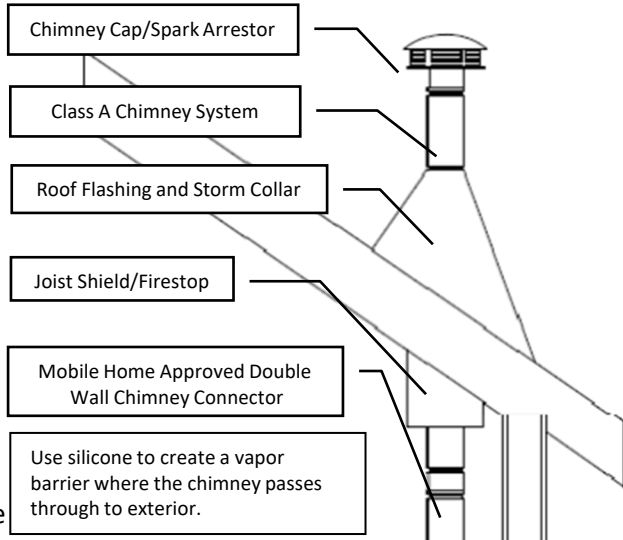 Chimney Cap/Spark Arrestor
Class A Chimney System
Roof Flashing and Storm Collar
Joist Shield/Firestop
Mobile Home Approved Double
Wall Chimney Connector
Use silicone to create a vapor
barrier where the chimney passes
through to exterior.
e